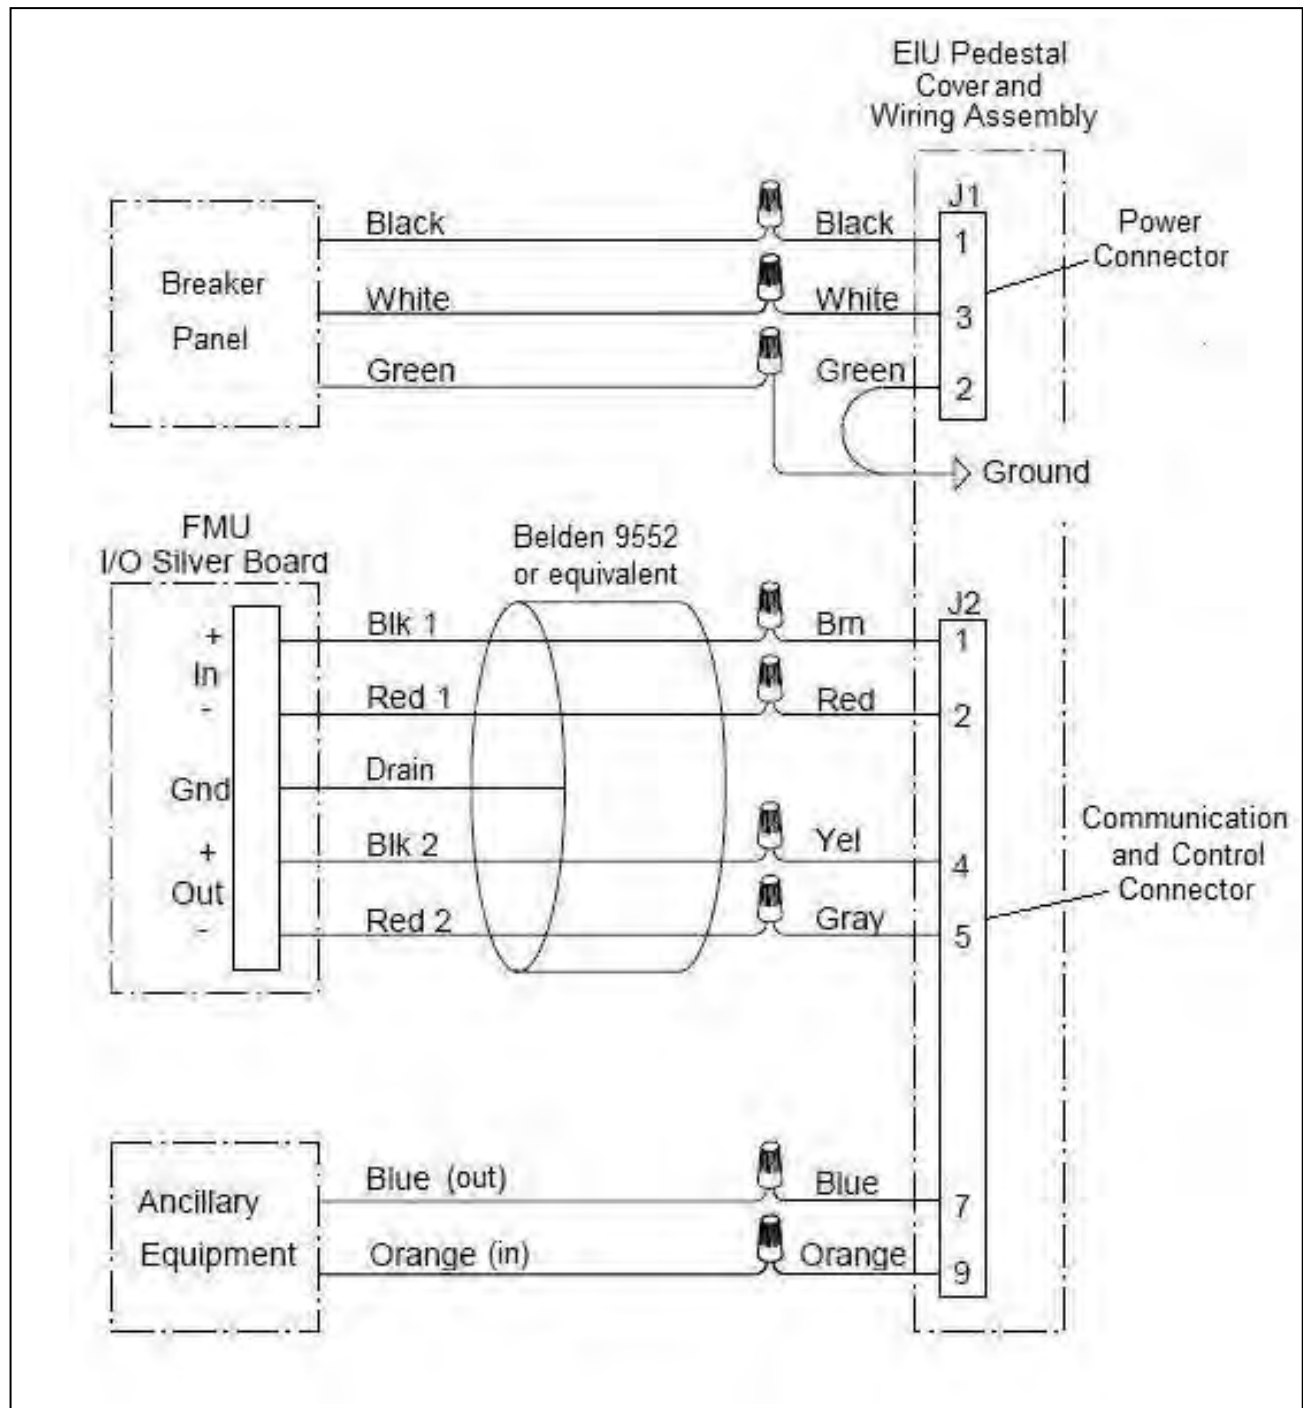 EIU Pedestal
Cover and
Wiring Assembly
J1
Black
Black
1
Power
Connector
Breaker
Panel
White
White
3
Green
Green
2
Ground
FMU
I/O Silver Board
Belden 9552
or equivalent
J2
+
Blk 1
Brn
1
In
-
Red 1
Red
2
Drain
Gnd
+
Blk 2
Yel
4
Communication
and Control
Connector
Out
-
Red 2
Gray
5
Ancillary
Equipment
Blue (out)
Blue
7
Orange (in)
Orange
9